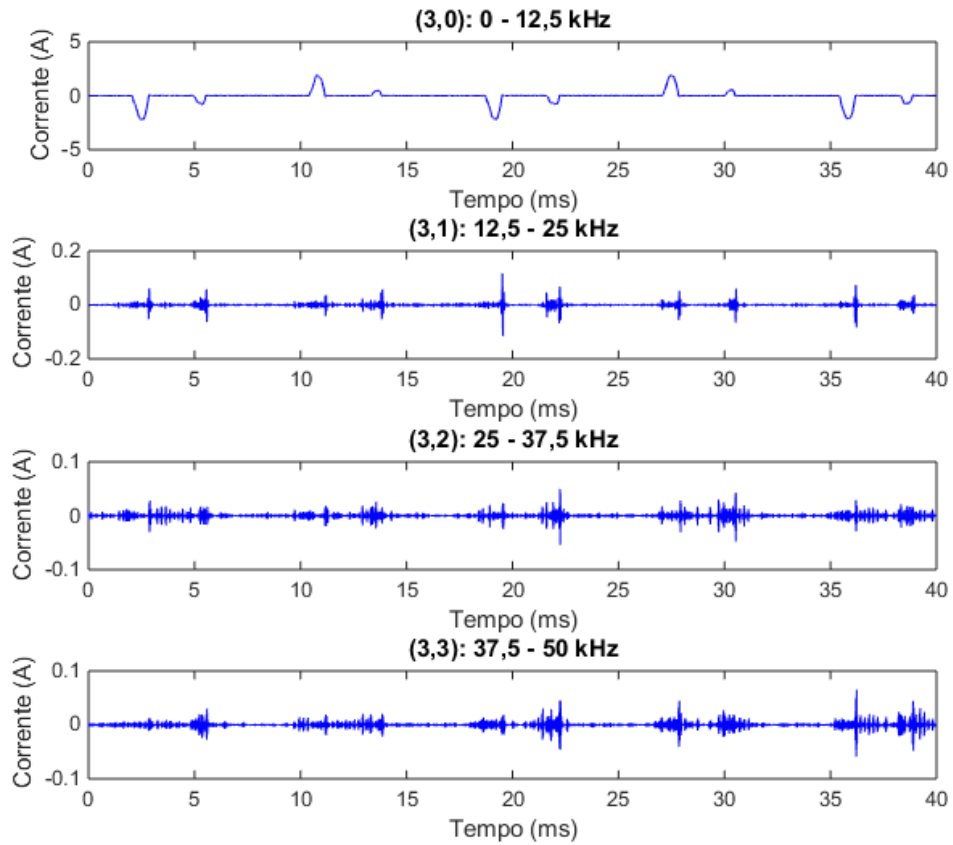 (3,0): 0 - 12,5 kHz
Corrente (A)
5
0
-5
0 5 10 15 20 25 30 35 40
Tempo (ms)
(3,1): 12,5 - 25 kHz
Corrente (A)
0.2
0
-0.2
0 5 10 15 20 25 30 35 40
Tempo (ms)
(3,2): 25 - 37,5 kHz
Corrente (A)
0.1
0
-0.1
0 5 10 15 20 25 30 35 40
Tempo (ms)
(3,3): 37,5 - 50 kHz
Corrente (A)
0.1
0
-0.1
0 5 10 15 20 25 30 35 40
Tempo (ms)